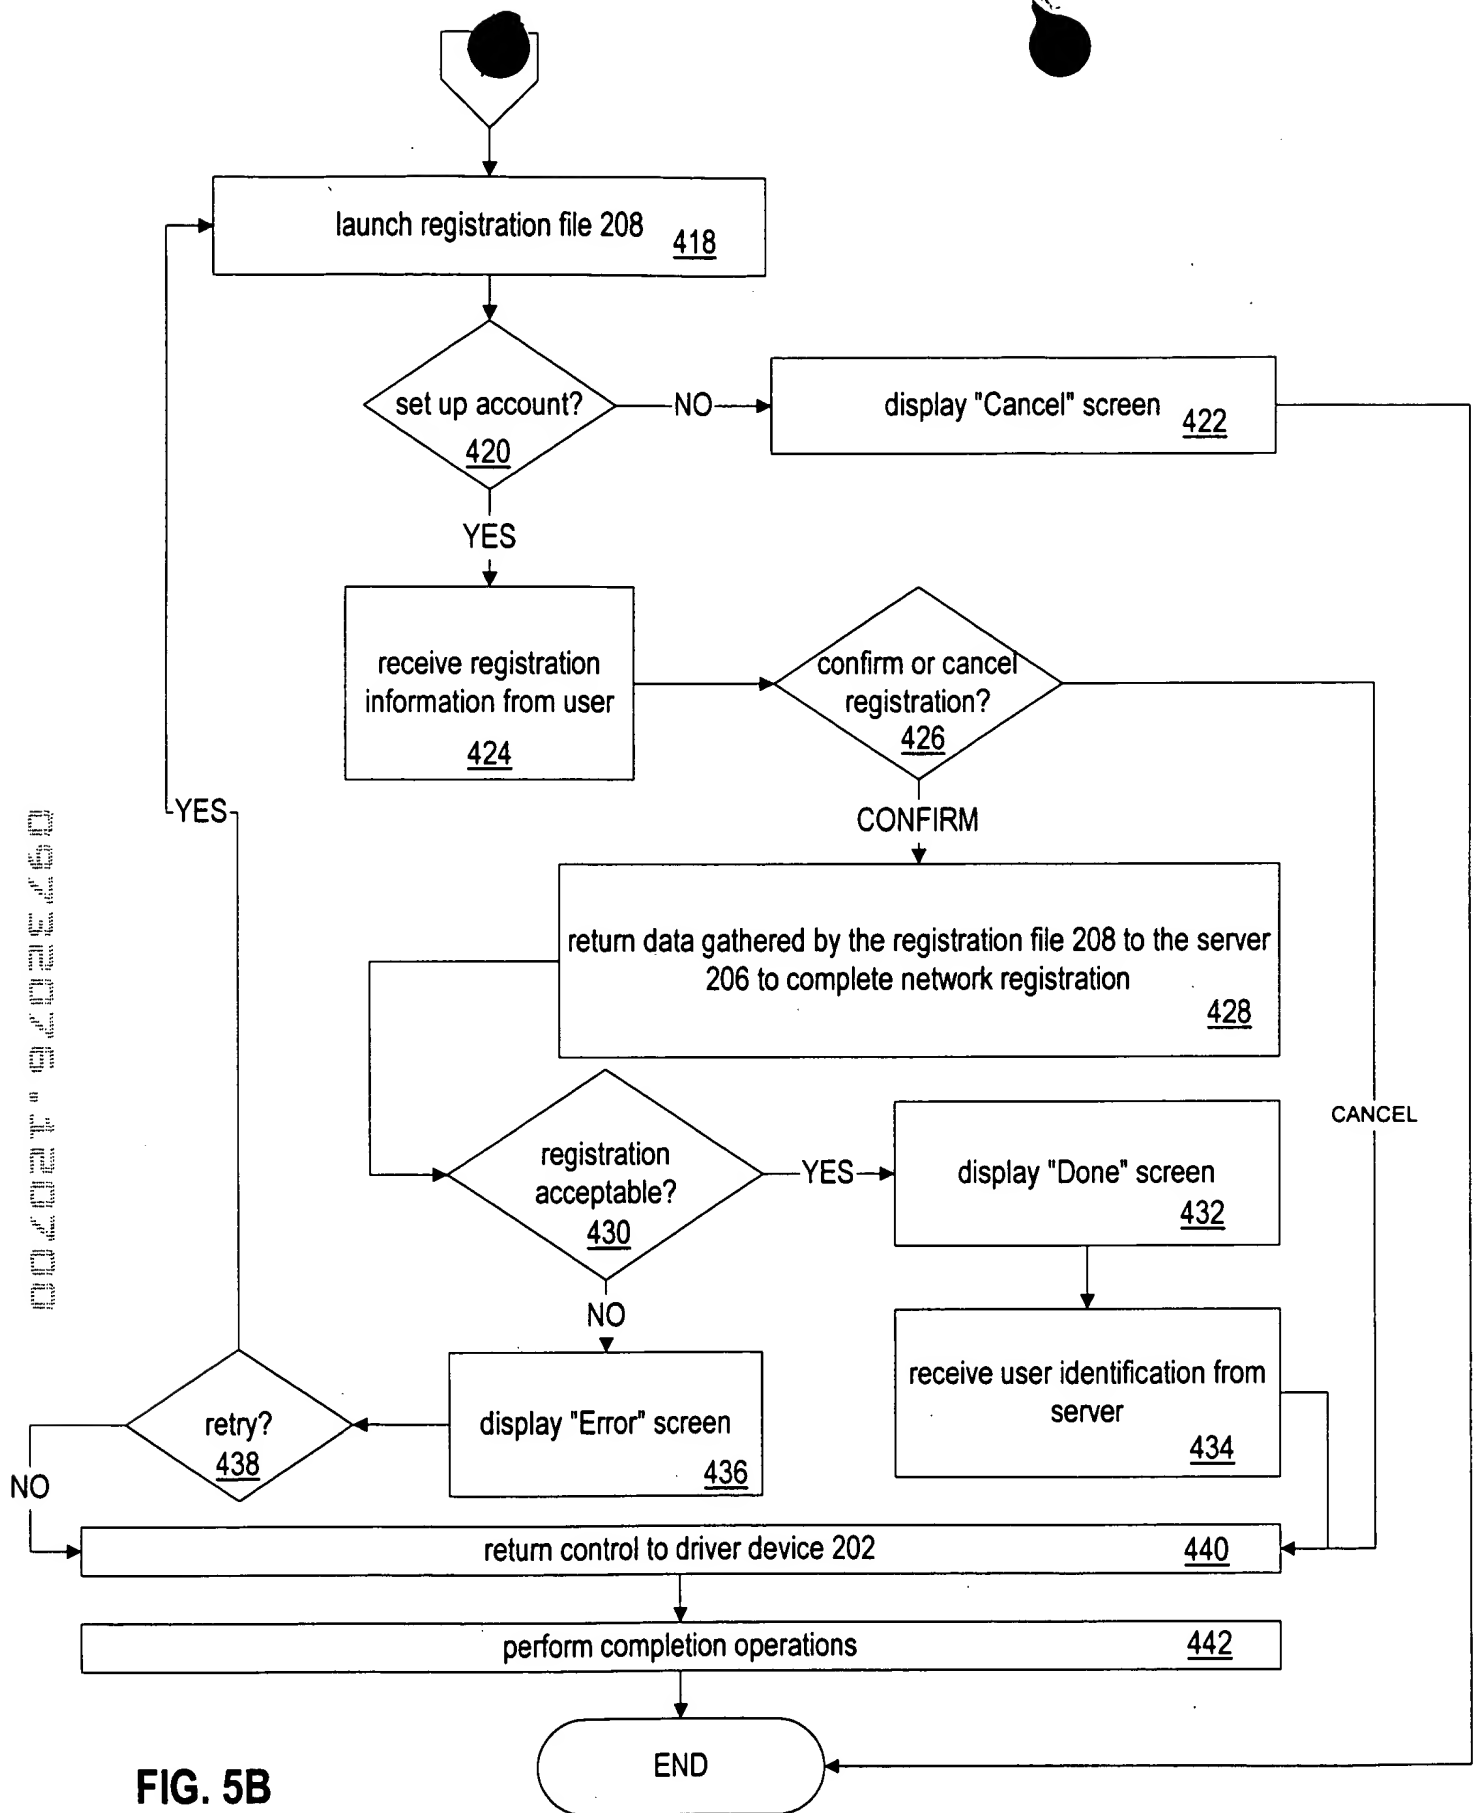 launch registration file 208
418
set up account?
420
NO
display "Cancel" screen
422
YES
receive registration
information from user
424
confirm or cancel
registration?
426
YES
CONFIRM
return data gathered by the registration file 208 to the server
206 to complete network registration
428
CANCEL
registration
acceptable?
430
YES
display "Done" screen
432
NO
receive user identification from
server
434
display "Error" screen
436
retry?
438
NO
return control to driver device 202
440
perform completion operations
442
END
FIG. 5B
09732076.120700